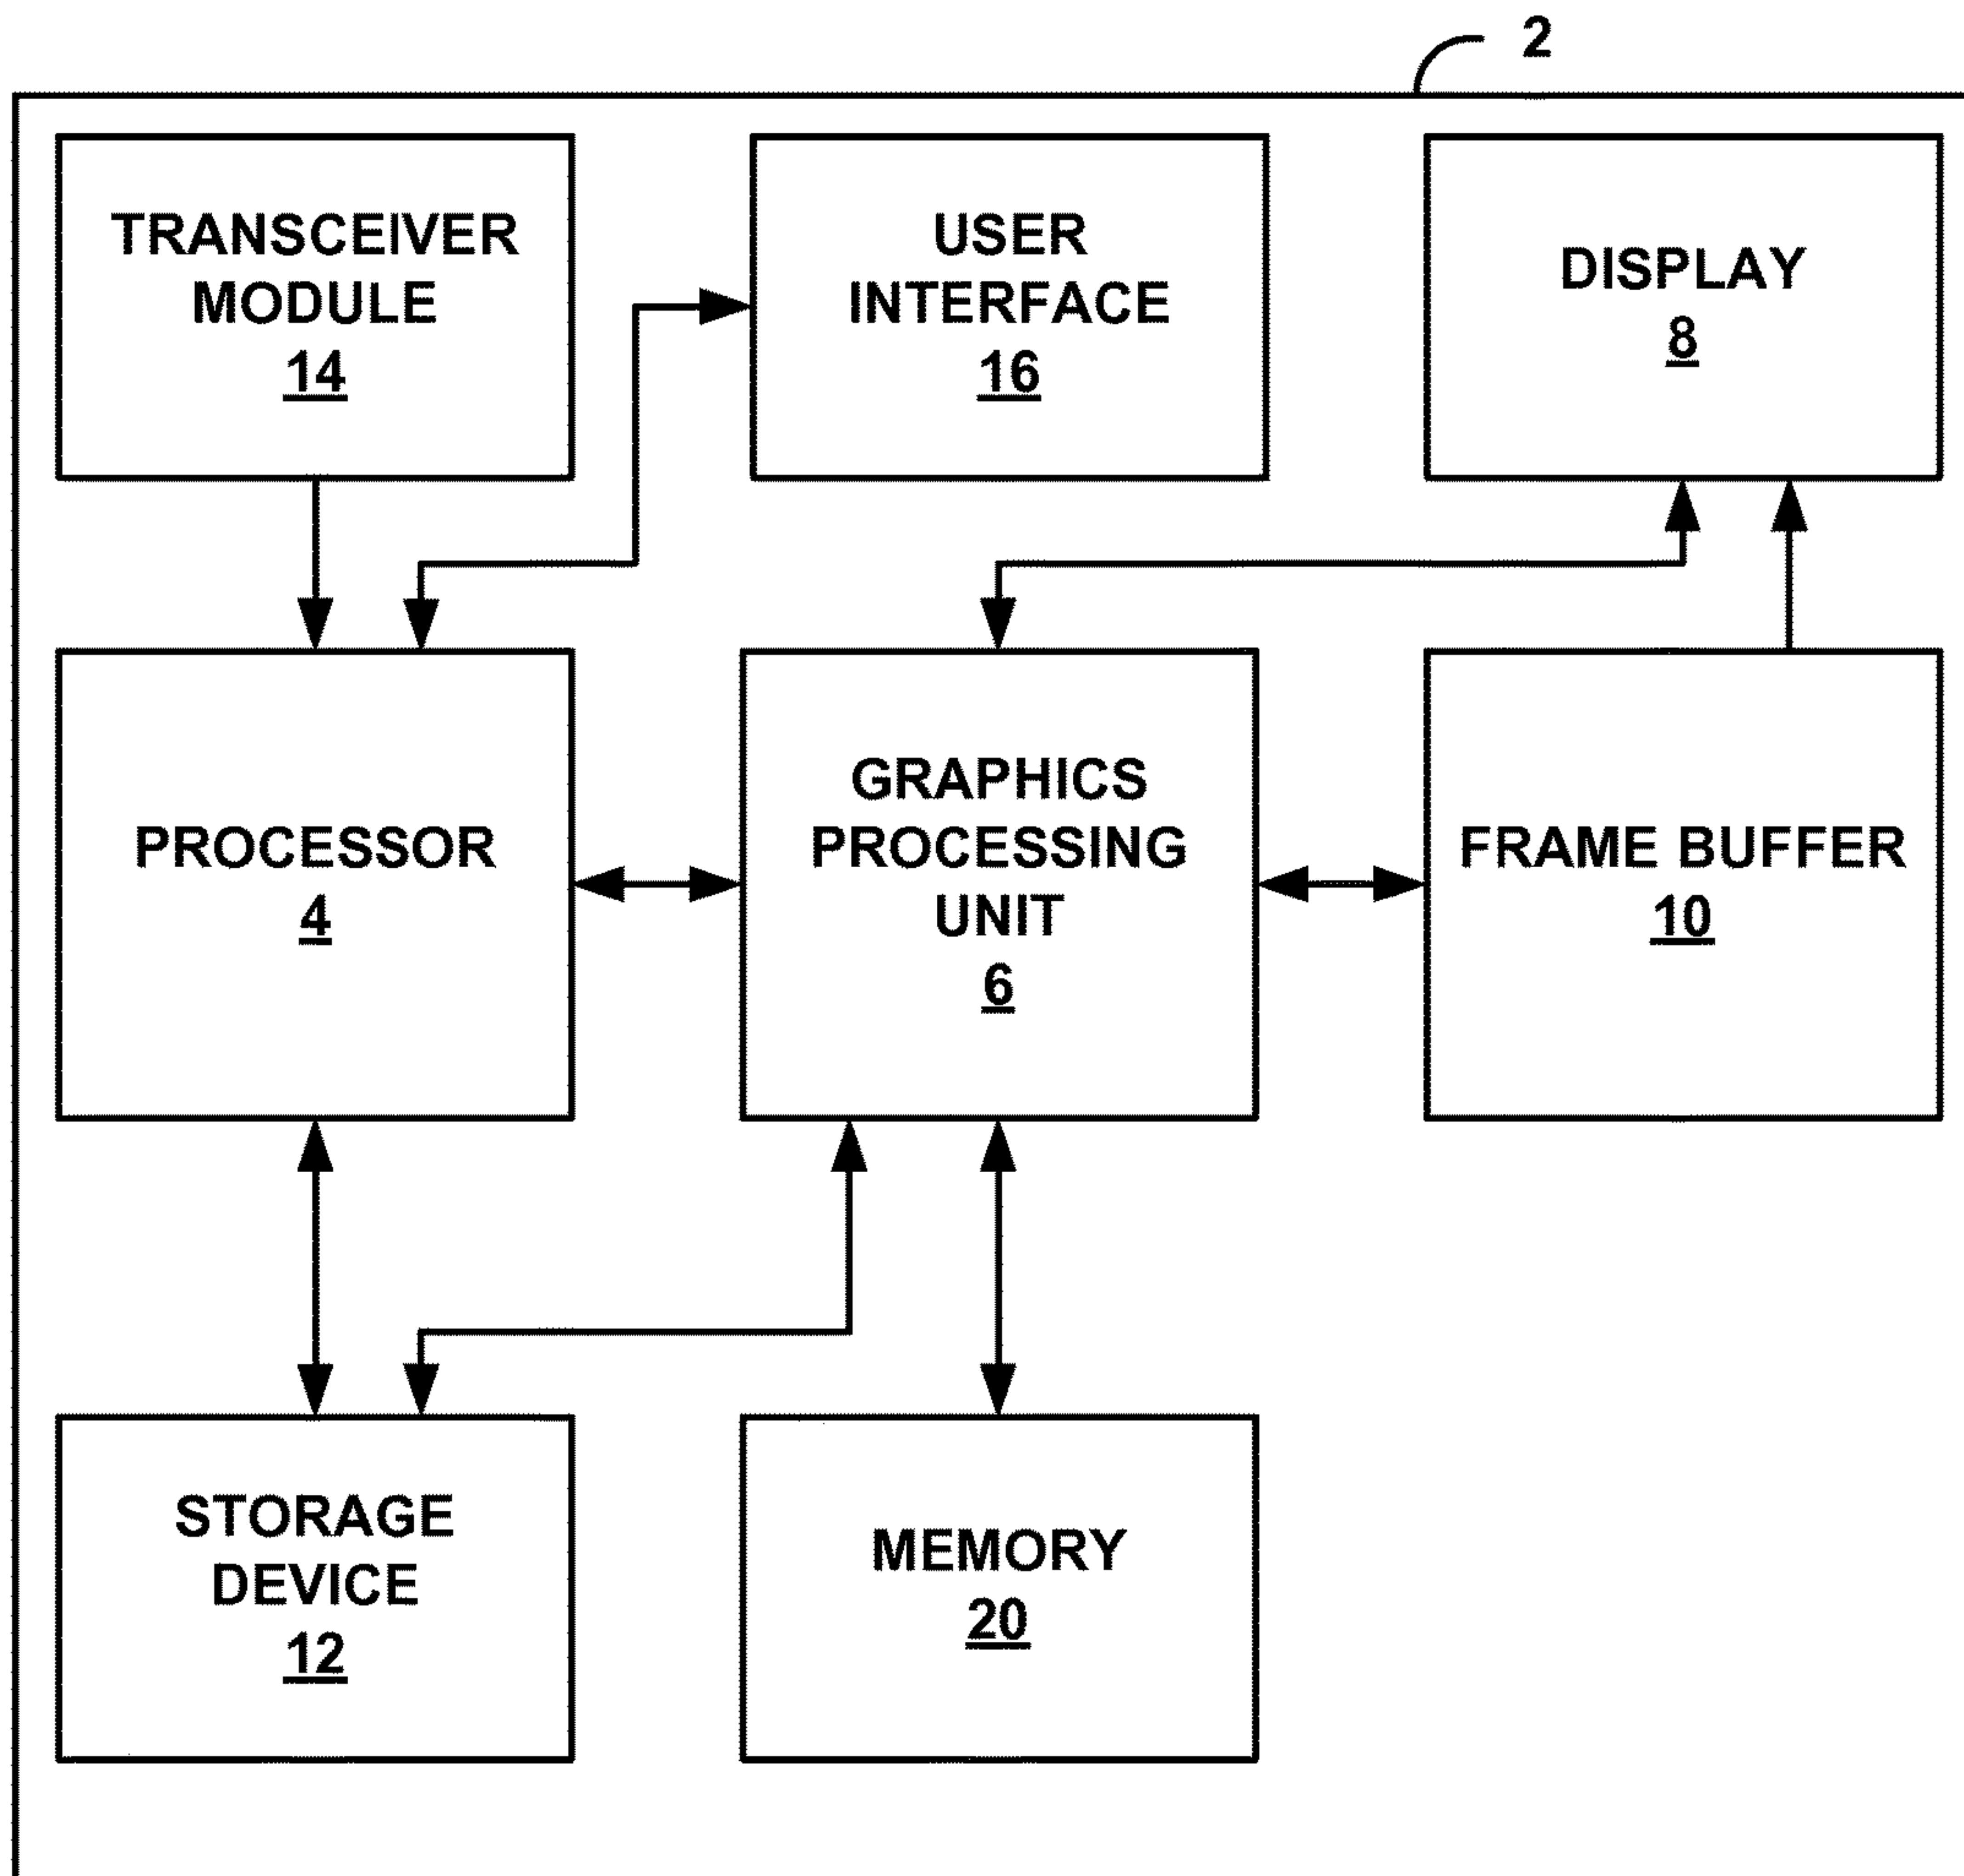 2
TRANSCEIVER
MODULE
14
USER
INTERFACE
16
DISPLAY
8
PROCESSOR
4
GRAPHICS
PROCESSING
UNIT
6
FRAME BUFFER
10
STORAGE
DEVICE
12
MEMORY
20